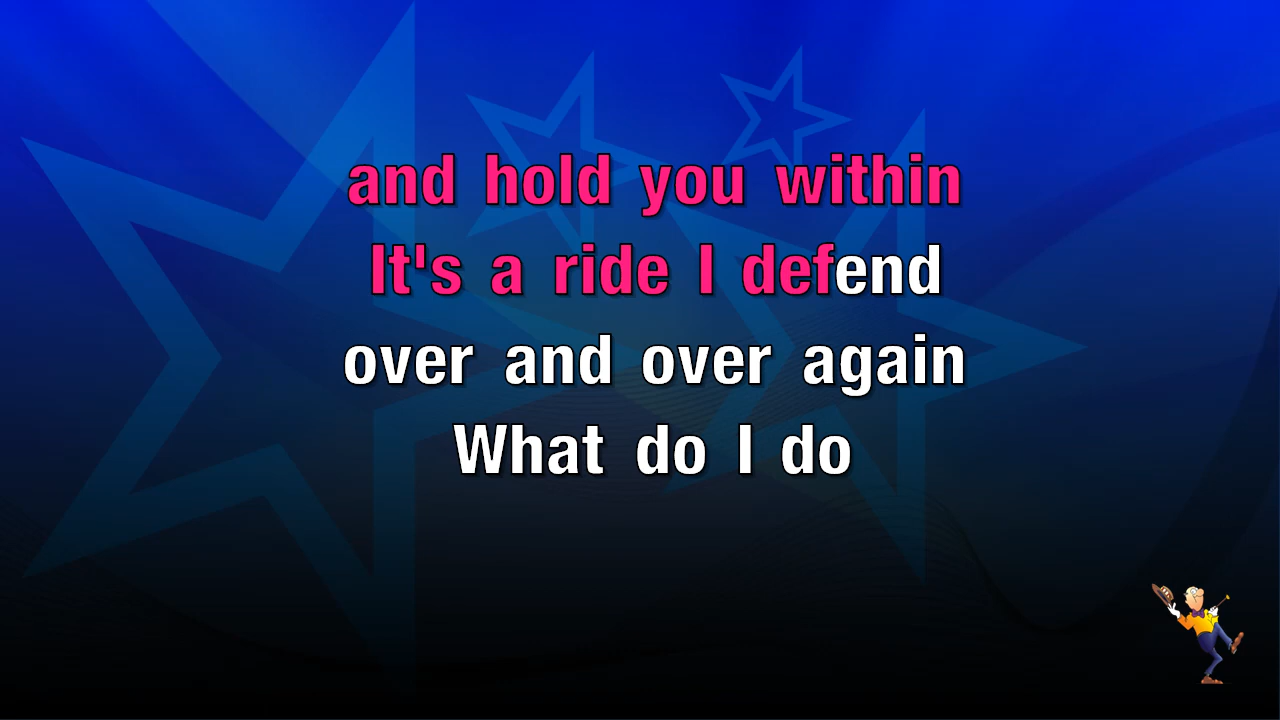 and hold you within
It's a ride I defend
over and over again
What do I do